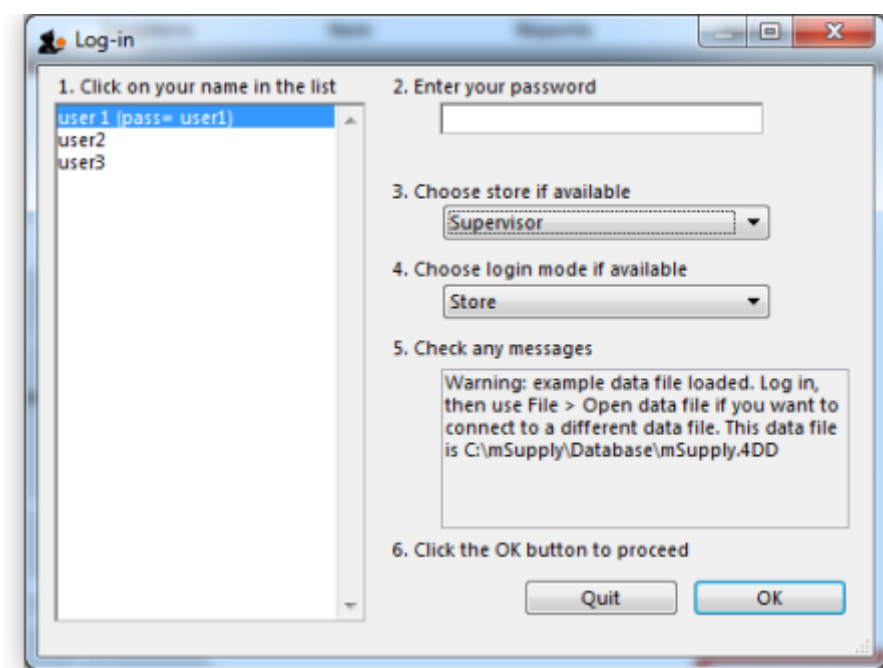 Log-in
1. Click on your name in the list
user 1 (pass= user1)
user2
user3
2. Enter your password
3. Choose store if available
Supervisor
4. Choose login mode if available
Store
5. Check any messages
Warning: example data file loaded. Log in,
then use File > Open data file if you want to
connect to a different data file. This data file
is C:\mSupply\Database\mSupply.4DD
6. Click the OK button to proceed
Quit
OK